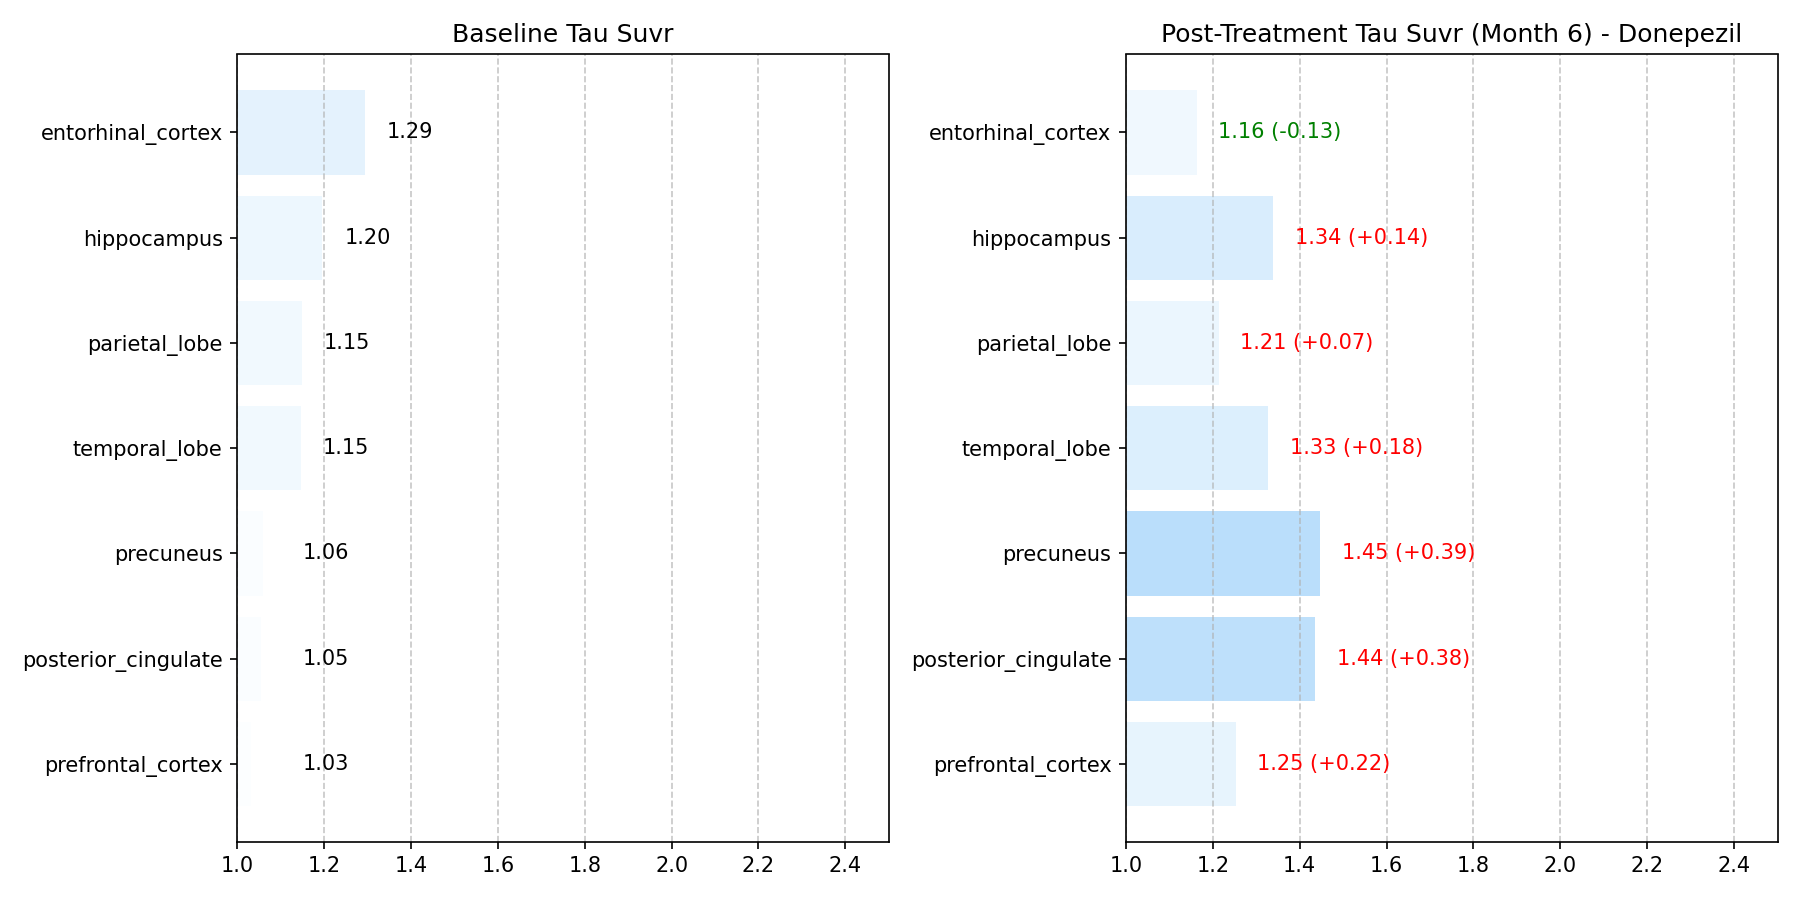 Baseline Tau Suvr
entorhinal_cortex 1.29
hippocampus 1.20
parietal_lobe 1.15
temporal_lobe 1.15
precuneus 1.06
posterior_cingulate 1.05
prefrontal_cortex 1.03
1.0 1.2 1.4 1.6 1.8 2.0 2.2 2.4
Post-Treatment Tau Suvr (Month 6) - Donepezil
entorhinal_cortex 1.16 (-0.13)
hippocampus 1.34 (+0.14)
parietal_lobe 1.21 (+0.07)
temporal_lobe 1.33 (+0.18)
precuneus 1.45 (+0.39)
posterior_cingulate 1.44 (+0.38)
prefrontal_cortex 1.25 (+0.22)
1.0 1.2 1.4 1.6 1.8 2.0 2.2 2.4